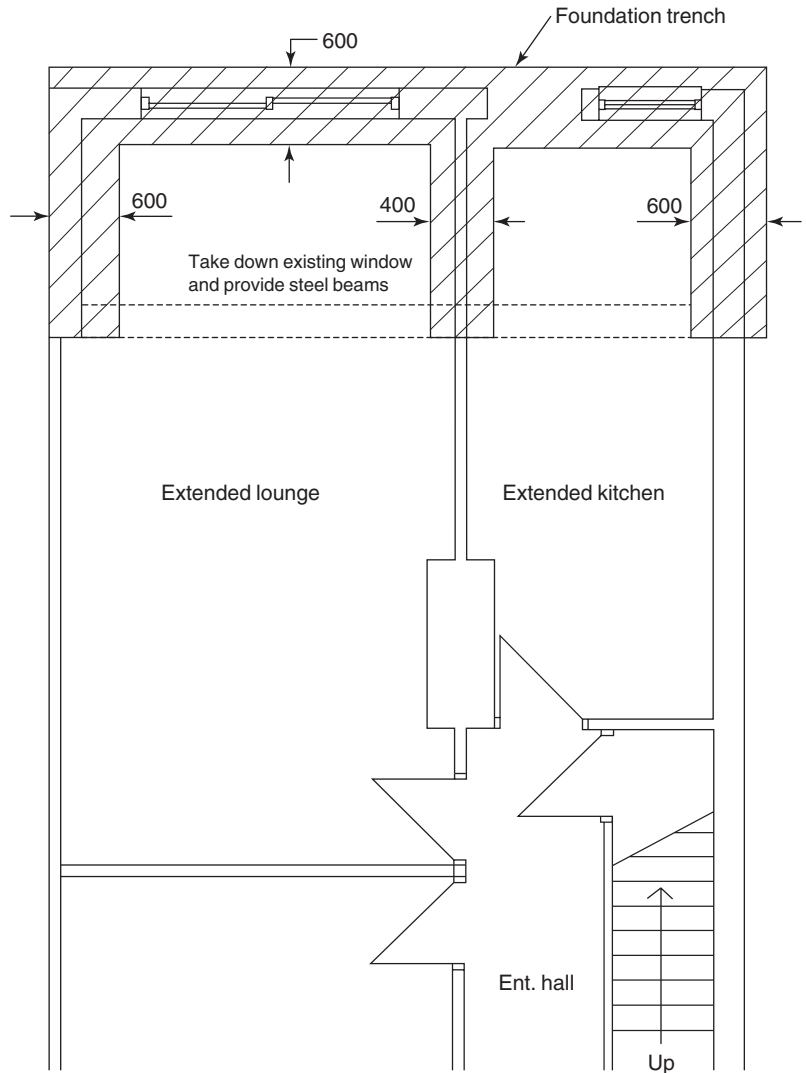 Foundation trench
600
600
400
600
Take down existing window
and provide steel beams
Extended lounge
Extended kitchen
Ent. hall
Up